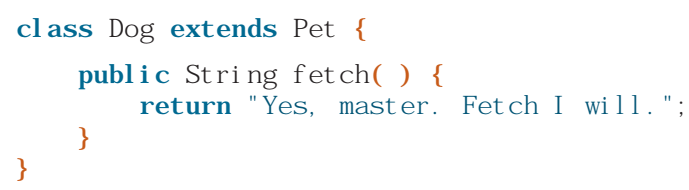 class Dog extends Pet {
public String fetch( ) {
return "Yes, master. Fetch I will.";
}
}